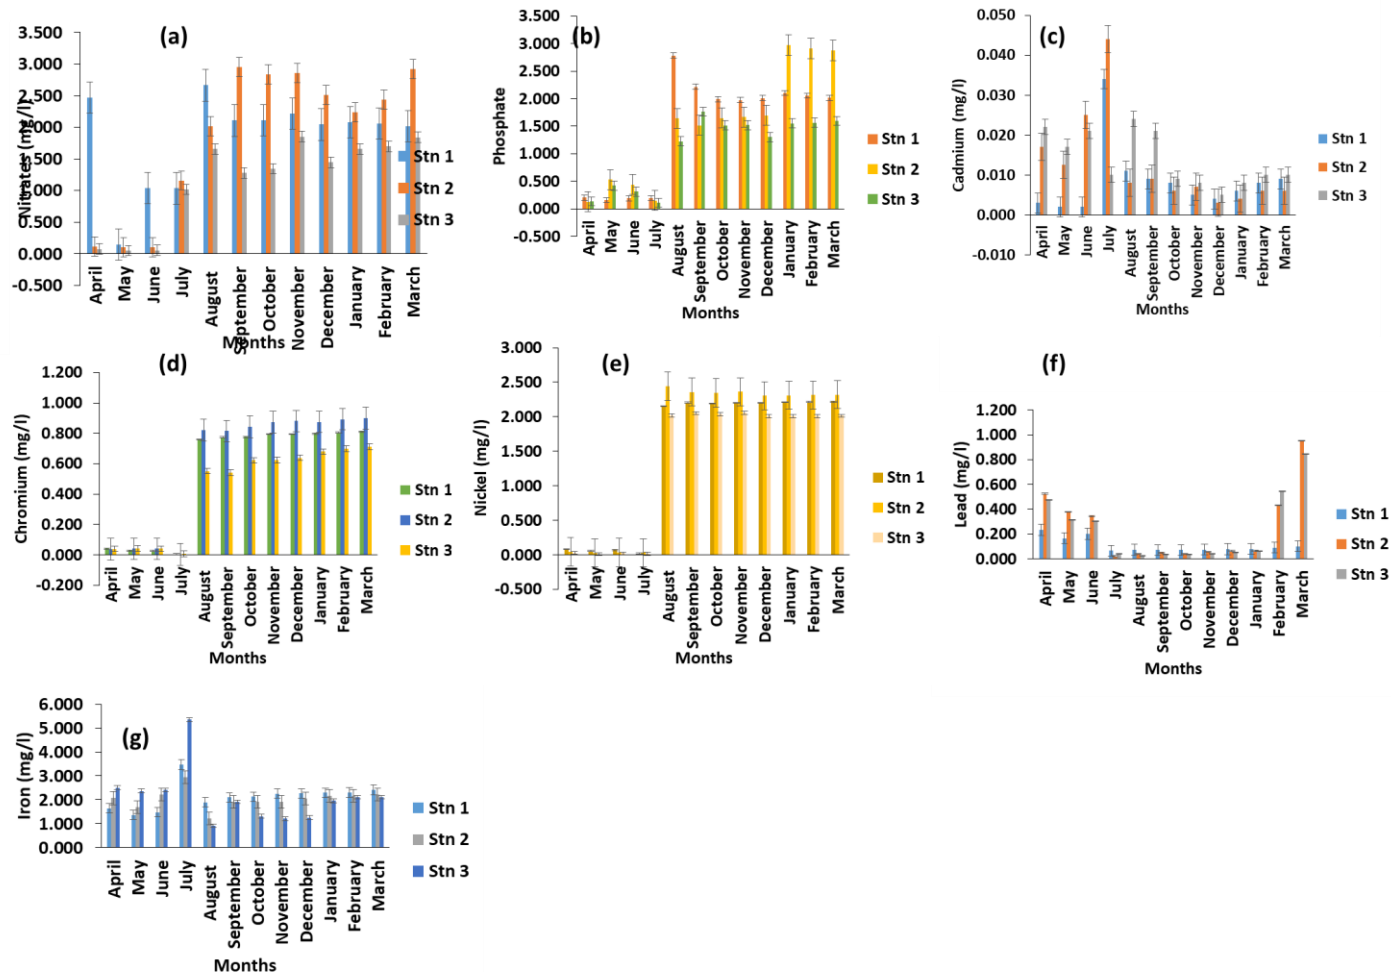 (a)
Nitrates (mg/l)
3.500
3.000
2.500
2.000
1.500
1.000
0.500
0.000
-0.500
April
May
June
July
August
September
October
November
December
January
February
March
Months
Stn 1
Stn 2
Stn 3
(b)
Phosphate
3.500
3.000
2.500
2.000
1.500
1.000
0.500
0.000
-0.500
April
May
June
July
August
September
October
November
December
January
February
March
Months
Stn 1
Stn 2
Stn 3
(c)
Cadmium (mg/l)
0.050
0.040
0.030
0.020
0.010
0.000
-0.010
April
May
June
July
August
September
October
November
December
January
February
March
Months
Stn 1
Stn 2
Stn 3
(d)
Chromium (mg/l)
1.200
1.000
0.800
0.600
0.400
0.200
0.000
-0.200
April
May
June
July
August
September
October
November
December
January
February
March
Months
Stn 1
Stn 2
Stn 3
(e)
Nickel (mg/l)
3.000
2.500
2.000
1.500
1.000
0.500
0.000
-0.500
April
May
June
July
August
September
October
November
December
January
February
March
Months
Stn 1
Stn 2
Stn 3
(f)
Lead (mg/l)
1.200
1.000
0.800
0.600
0.400
0.200
0.000
April
May
June
July
August
September
October
November
December
January
February
March
Months
Stn 1
Stn 2
Stn 3
(g)
Iron (mg/l)
6.000
5.000
4.000
3.000
2.000
1.000
0.000
April
May
June
July
August
September
October
November
December
January
February
March
Months
Stn 1
Stn 2
Stn 3